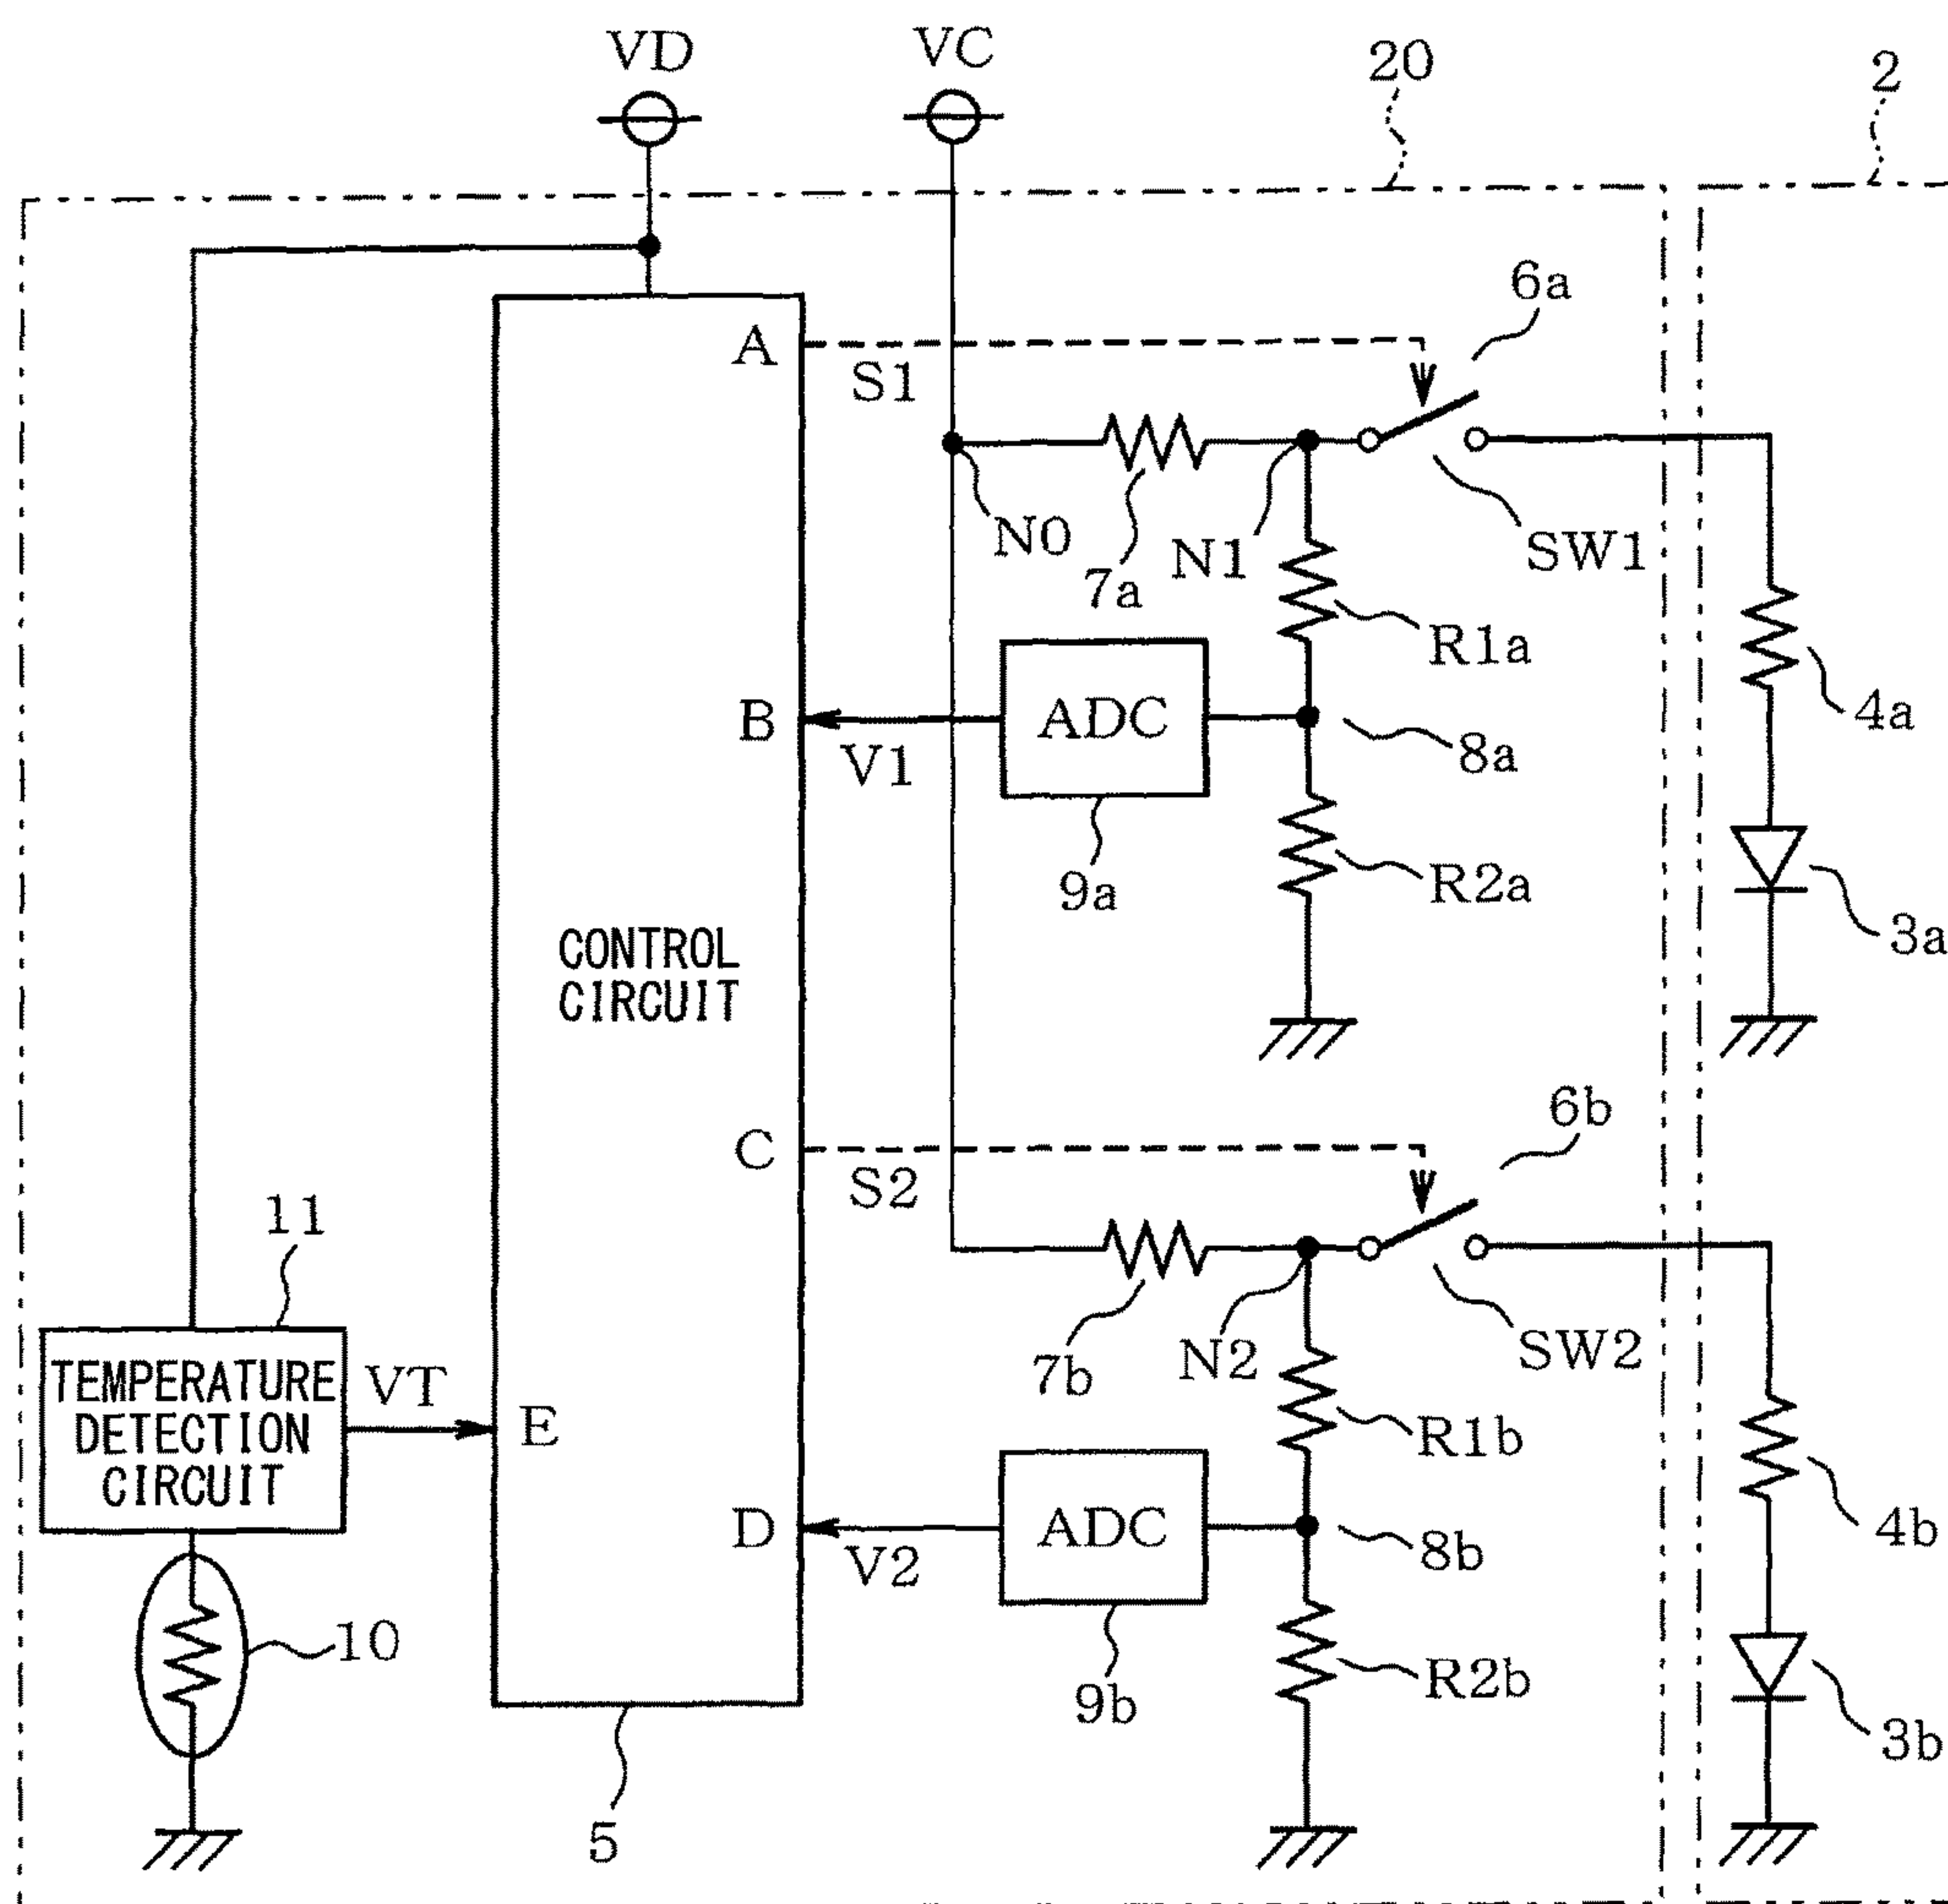 VD
VC
20
2
6a
A
S1
N0
N1
SW1
7a
R1a
4a
B
ADC
V1
8a
9a
R2a
3a
CONTROL
CIRCUIT
6b
C
S2
11
7b
N2
SW2
TEMPERATURE
DETECTION
CIRCUIT
VT
E
R1b
D
ADC
V2
8b
4b
10
9b
R2b
3b
5